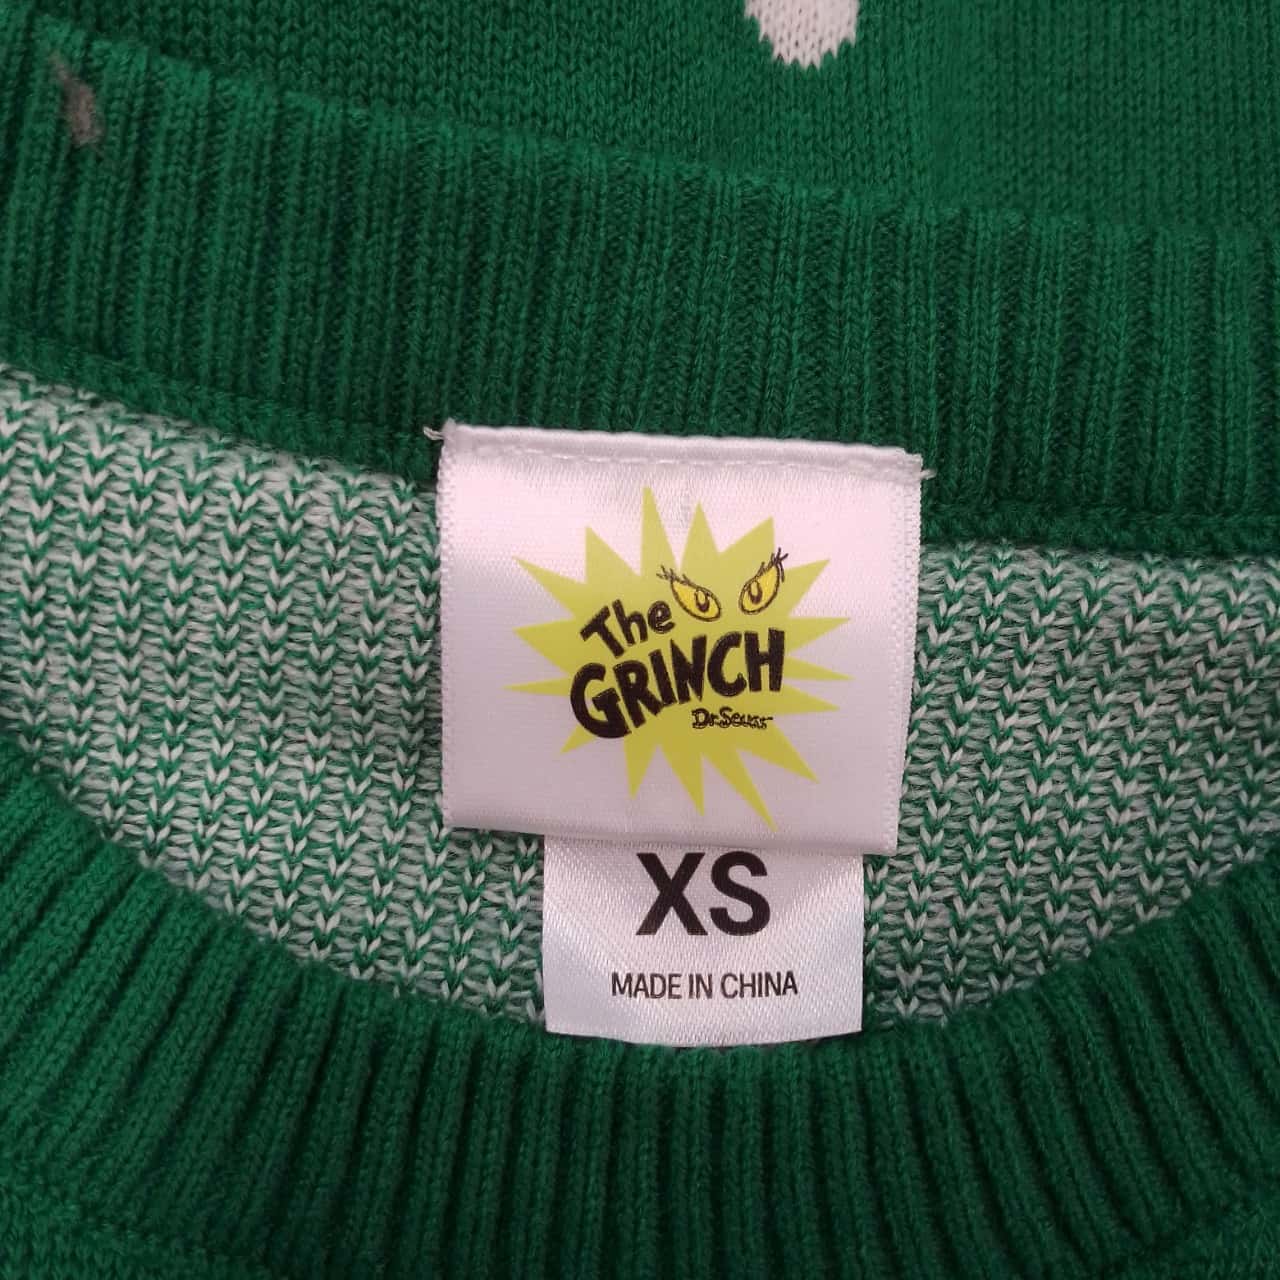 The
GRINCH
Dr. Seuss
XS
MADE IN CHINA